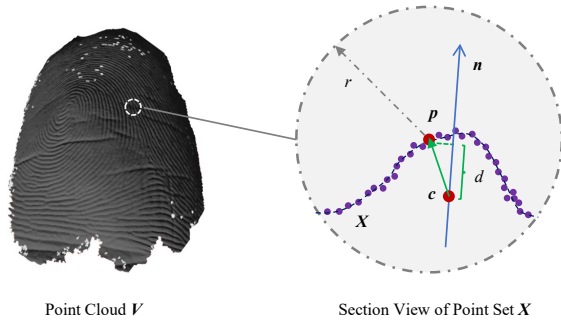 r
n
p
d
c
X
Point Cloud V
Section View of Point Set X